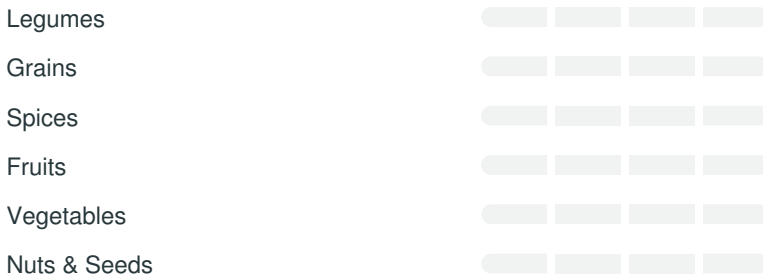 Legumes
Grains
Spices
Fruits
Vegetables
Nuts & Seeds